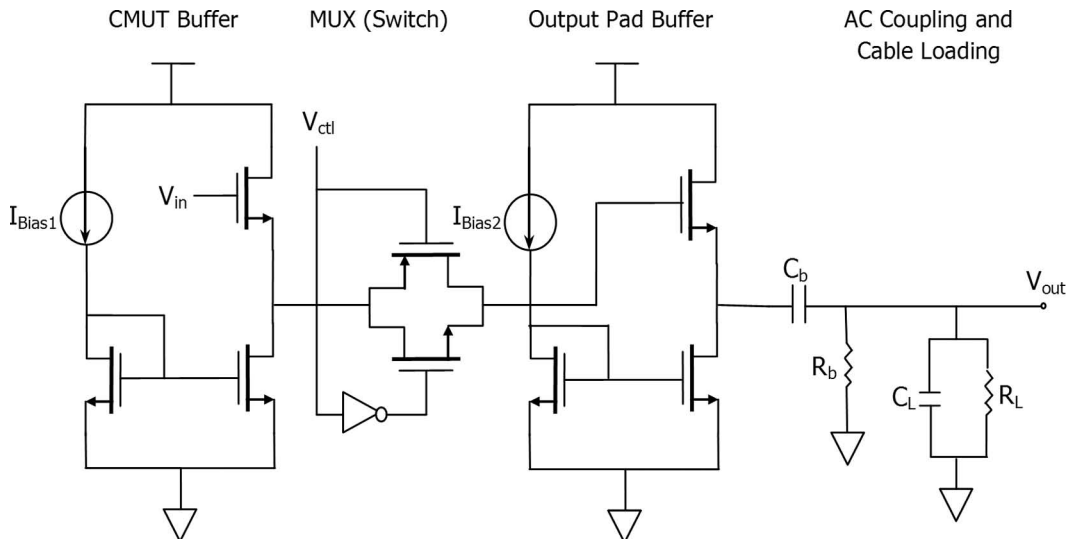 CMUT Buffer
MUX (Switch)
Output Pad Buffer
AC Coupling and
Cable Loading
V_ctl
V_in
I_Bias1
I_Bias2
C_b
V_out
R_b
C_L
R_L